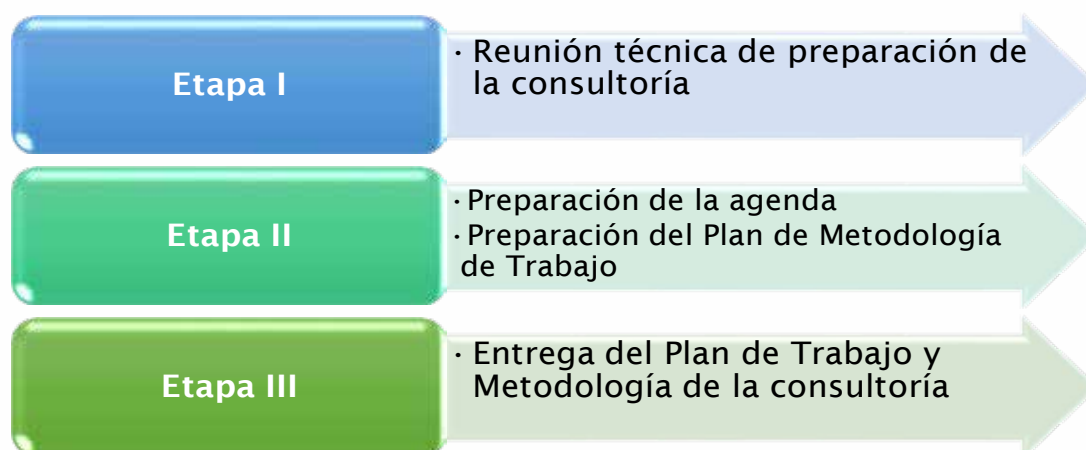 Etapa I
· Reunión técnica de preparación de
la consultoría
Etapa II
· Preparación de la agenda
· Preparación del Plan de Metodología
de Trabajo
Etapa III
· Entrega del Plan de Trabajo y
Metodología de la consultoría